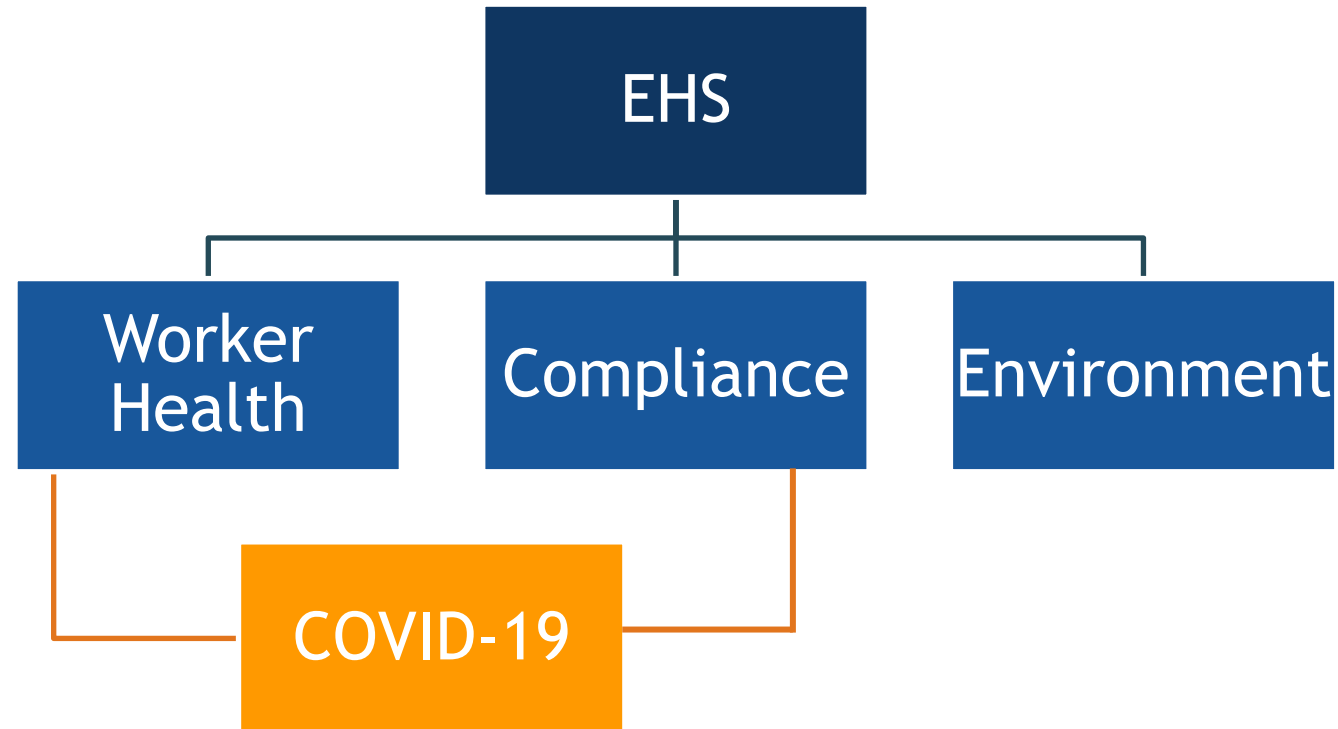 EHS
Worker
Health
Compliance
Environment
COVID-19